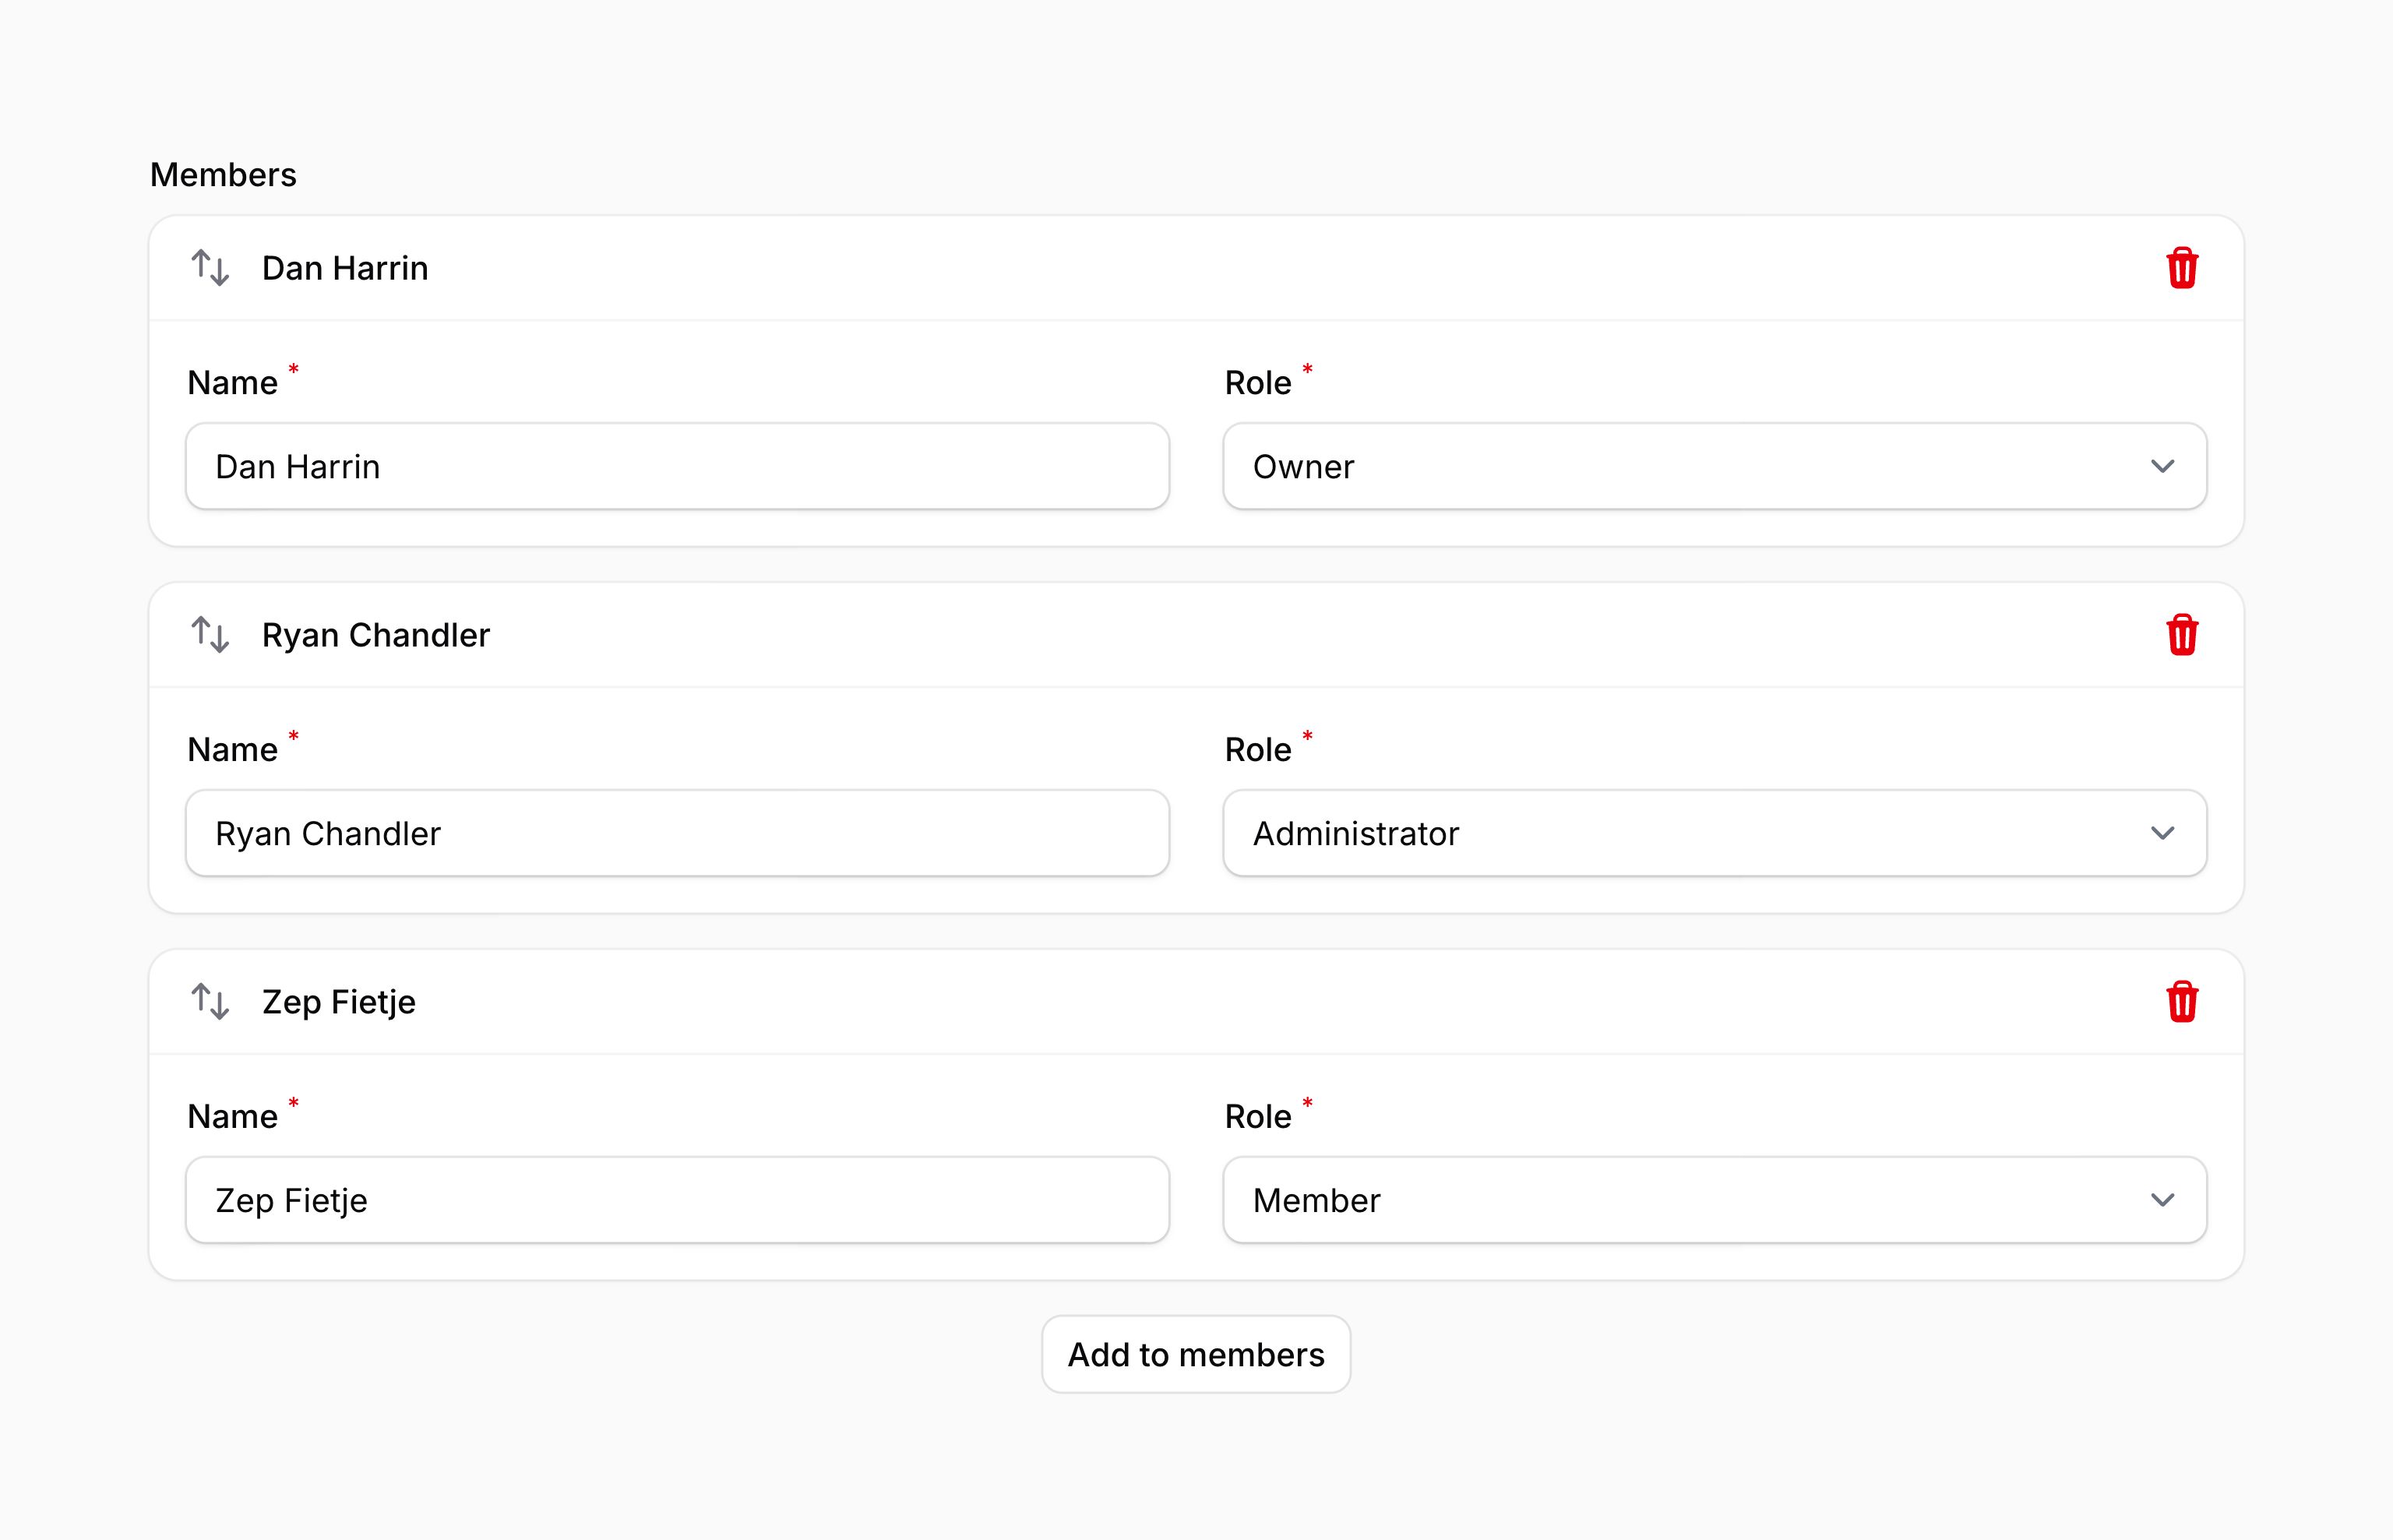 Members
Dan Harrin
Name * Role *
Dan Harrin Owner
Ryan Chandler
Name * Role *
Ryan Chandler Administrator
Zep Fietje
Name * Role *
Zep Fietje Member
Add to members